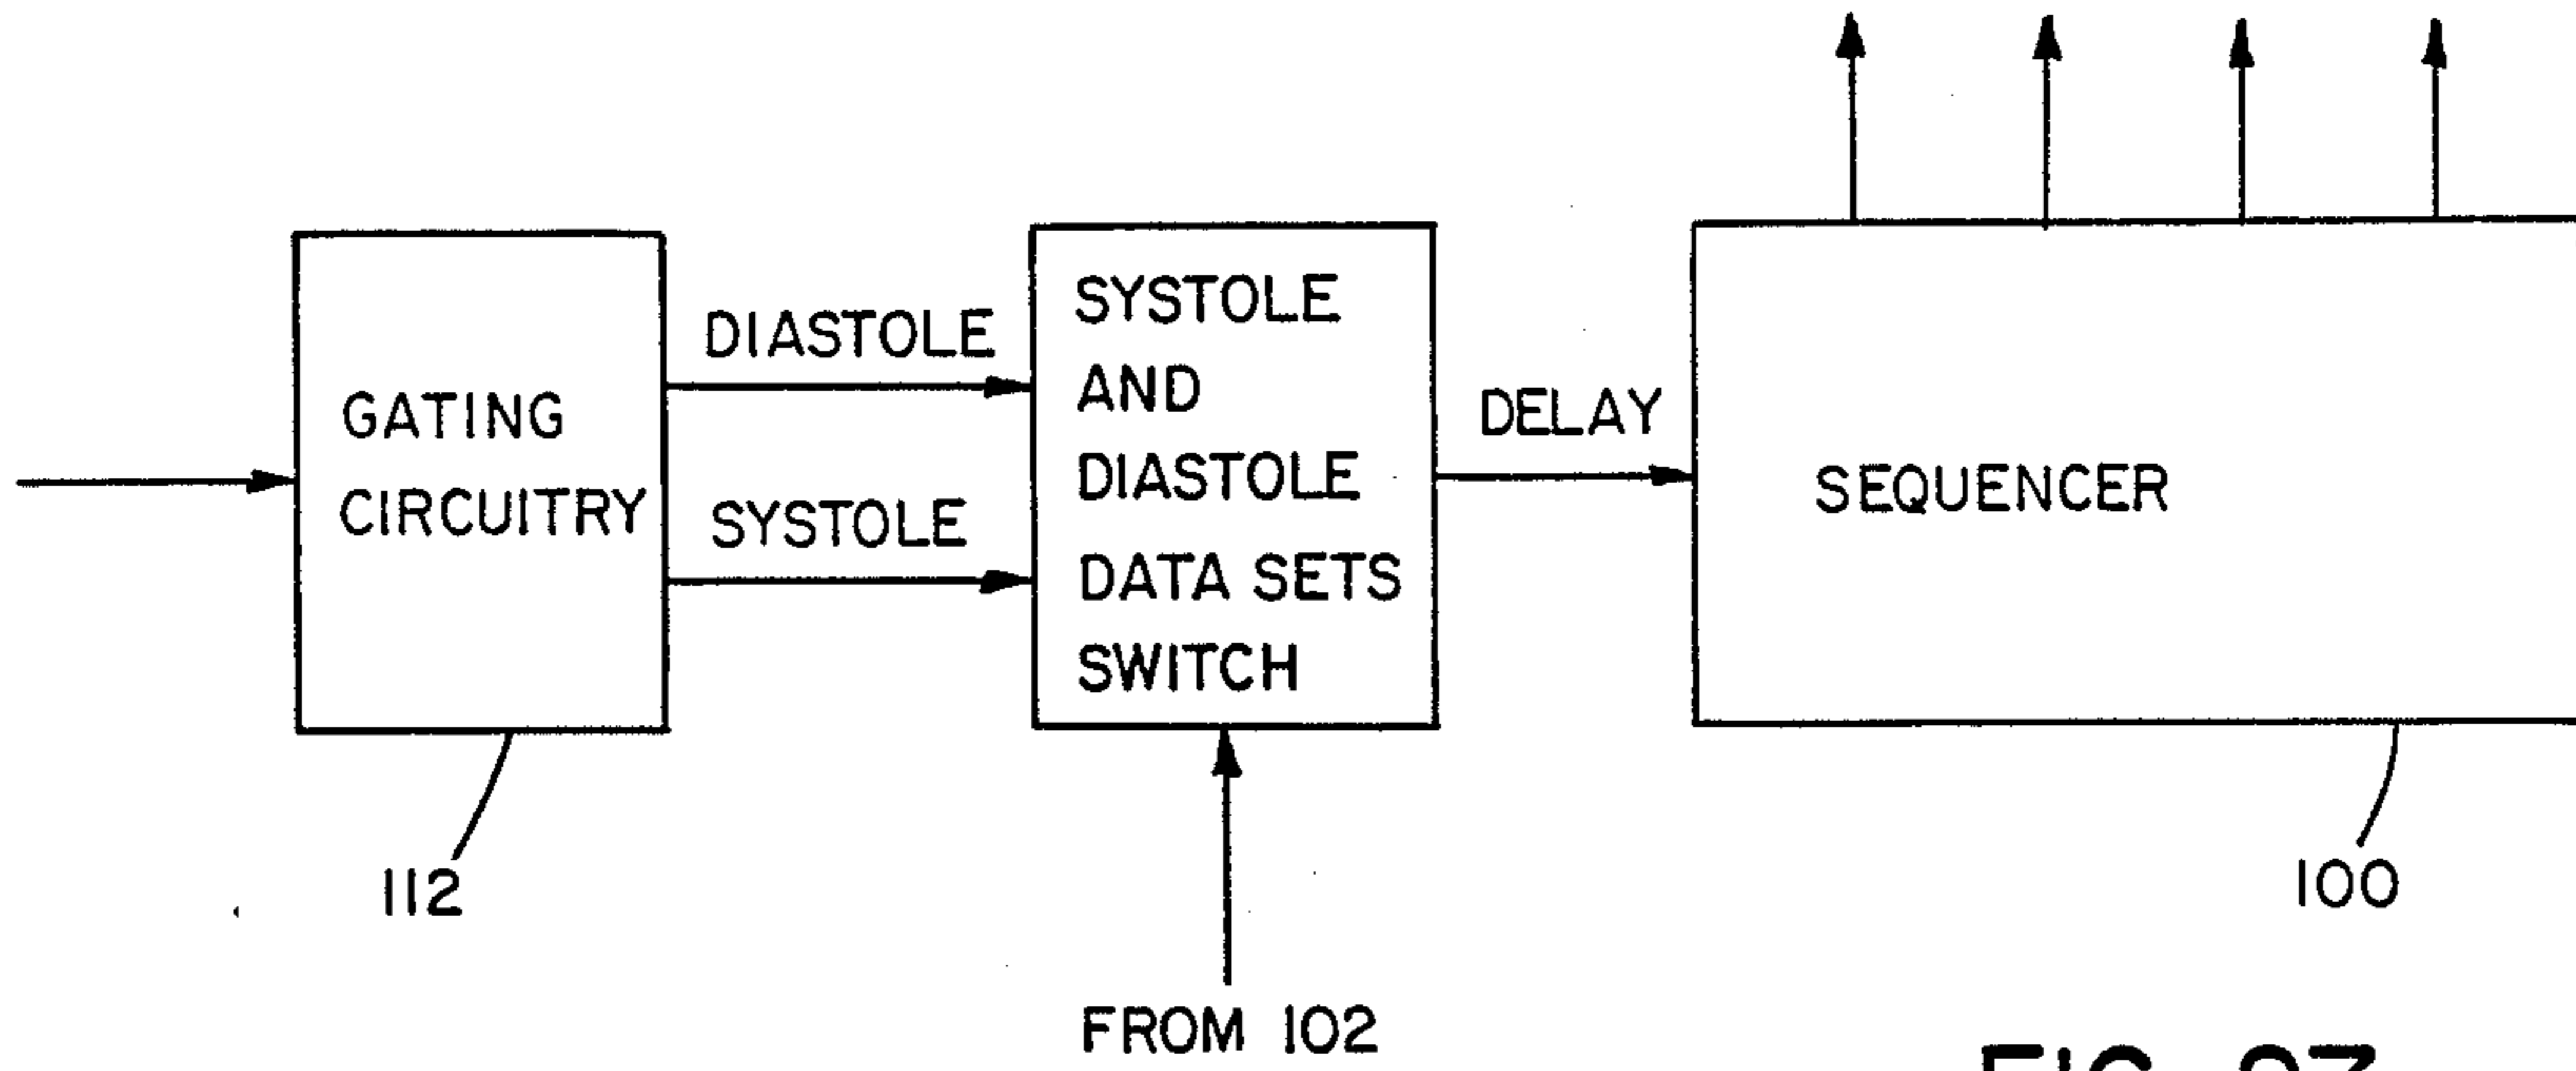 GATING
CIRCUITRY
DIASTOLE
SYSTOLE
SYSTOLE
AND
DIASTOLE
DATA SETS
SWITCH
DELAY
SEQUENCER
112
100
FROM 102